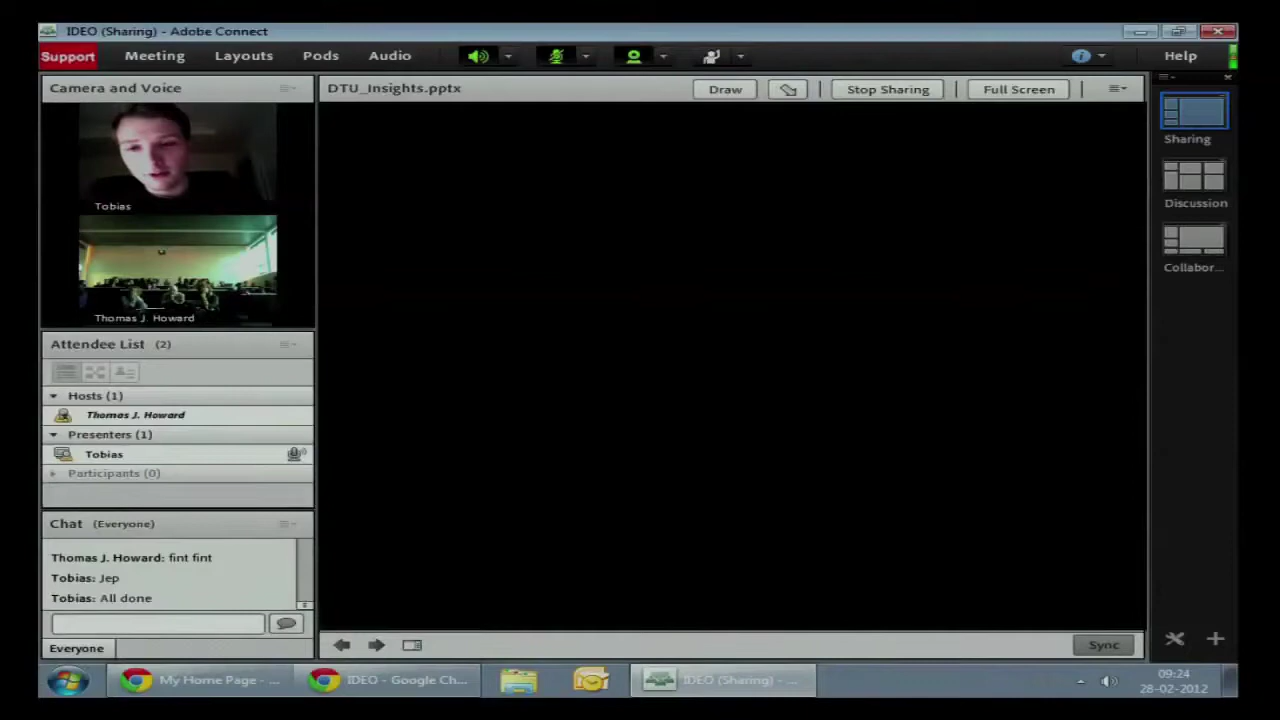 IDEO (Sharing) - Adobe Connect
Support Meeting Layouts Pods Audio Help
Camera and Voice
DTU_Insights.pptx
Draw
Stop Sharing
Full Screen
Tobias
Thomas J. Howard
Sharing
Discussion
Collabor...
Attendee List (2)
Hosts (1)
Thomas J. Howard
Presenters (1)
Tobias
Participants (0)
Chat (Everyone)
Thomas J. Howard: fint fint
Tobias: Jep
Tobias: All done
Everyone
Sync
My Home Page - ...
IDEO - Google Ch...
IDEO (Sharing) - ...
09:24
28-02-2012